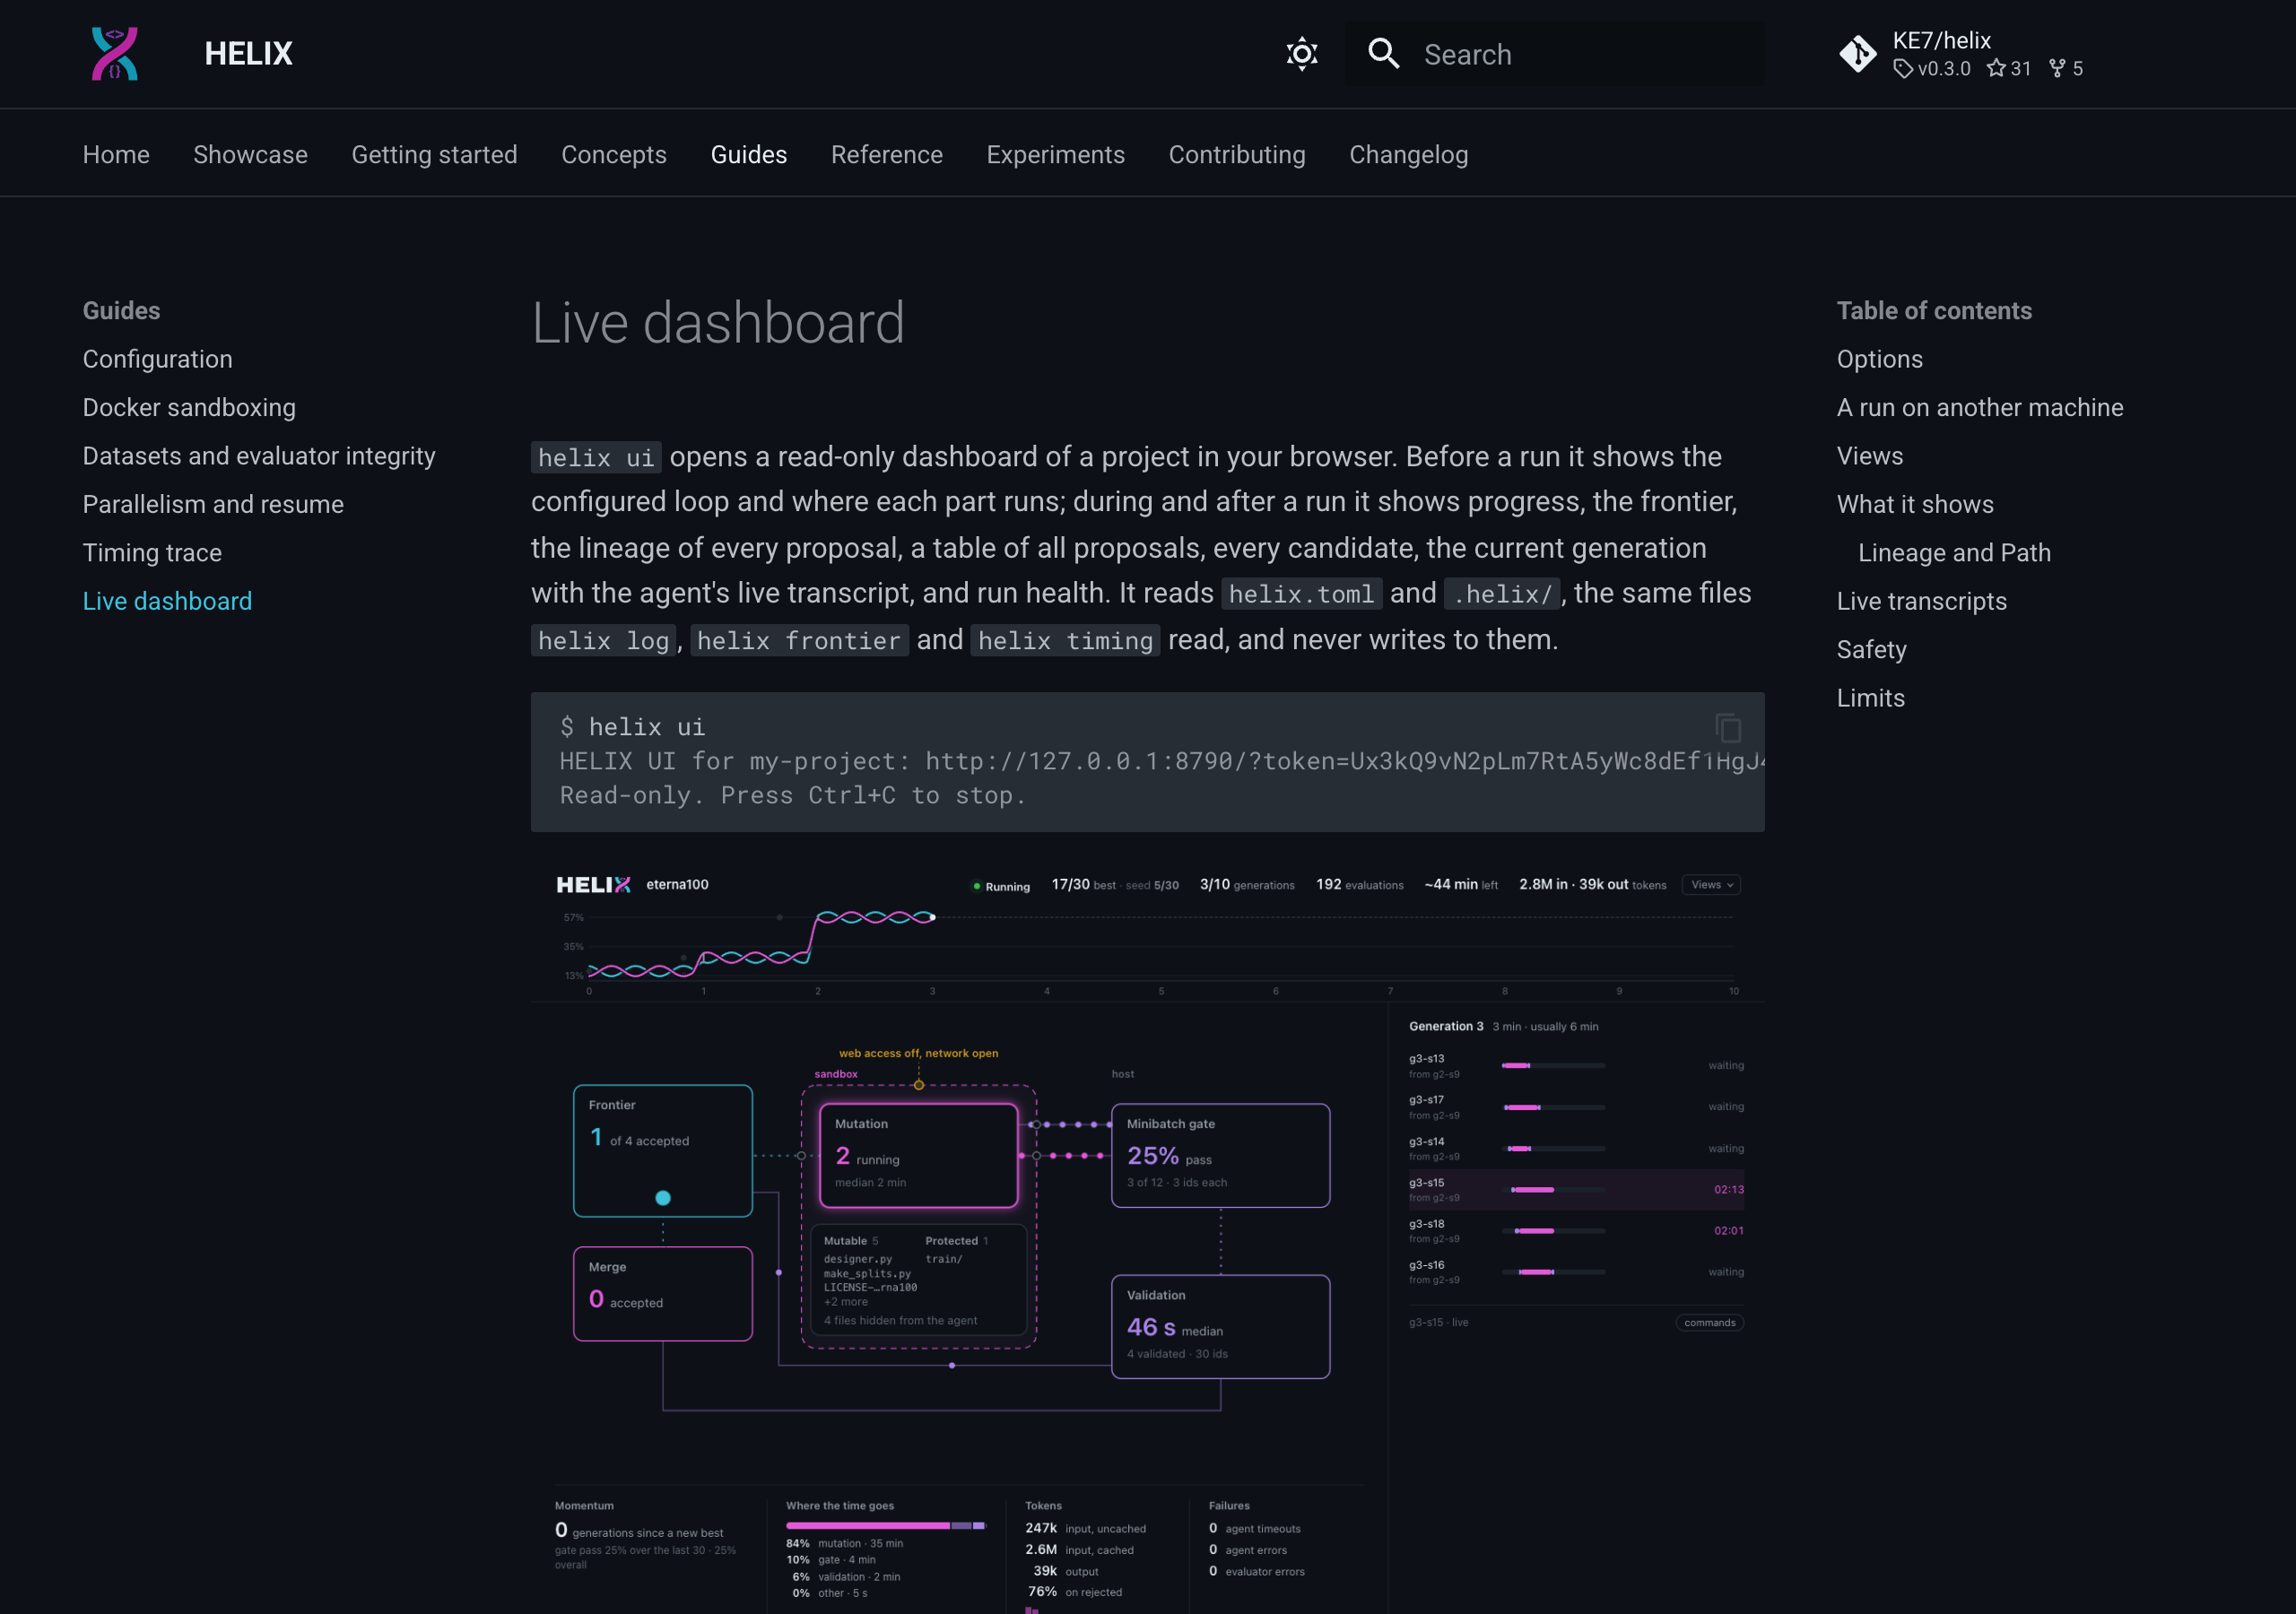 HELIX
Search
KE7/helix
v0.3.0 31 5
Home Showcase Getting started Concepts Guides Reference Experiments Contributing Changelog
Guides
Configuration
Docker sandboxing
Datasets and evaluator integrity
Parallelism and resume
Timing trace
Live dashboard
Live dashboard
helix ui opens a read-only dashboard of a project in your browser. Before a run it shows the
configured loop and where each part runs; during and after a run it shows progress, the frontier,
the lineage of every proposal, a table of all proposals, every candidate, the current generation
with the agent's live transcript, and run health. It reads helix.toml and .helix/, the same files
helix log, helix frontier and helix timing read, and never writes to them.
$ helix ui
HELIX UI for my-project: http://127.0.0.1:8790/?token=Ux3kQ9vN2pLm7RtA5yWc8dEf1HgJ4
Read-only. Press Ctrl+C to stop.
HELIX eterna100
Running 17/30 best · seed 5/30 3/10 generations 192 evaluations ~44 min left 2.8M in · 39k out tokens Views
57%
35%
13%
0 1 2 3 4 5 6 7 8 9 10
web access off, network open
sandbox
host
Frontier
1 of 4 accepted
Mutation
2 running
median 2 min
Minibatch gate
25% pass
3 of 12 · 3 ids each
Mutable 5 Protected 1
designer.py train/
make_splits.py
LICENSE-…rna100
+2 more
4 files hidden from the agent
Merge
0 accepted
Validation
46 s median
4 validated · 30 ids
Generation 3 3 min · usually 6 min
g3-s13 waiting
from g2-s9
g3-s17 waiting
from g2-s9
g3-s14 waiting
from g2-s9
g3-s15 02:13
from g2-s9
g3-s18 02:01
from g2-s9
g3-s16 waiting
from g2-s9
g3-s15 · live commands
Momentum
0 generations since a new best
gate pass 25% over the last 30 · 25%
overall
Where the time goes
84% mutation · 35 min
10% gate · 4 min
6% validation · 2 min
0% other · 5 s
Tokens
247k input, uncached
2.6M input, cached
39k output
76% on rejected
Failures
0 agent timeouts
0 agent errors
0 evaluator errors
Table of contents
Options
A run on another machine
Views
What it shows
Lineage and Path
Live transcripts
Safety
Limits